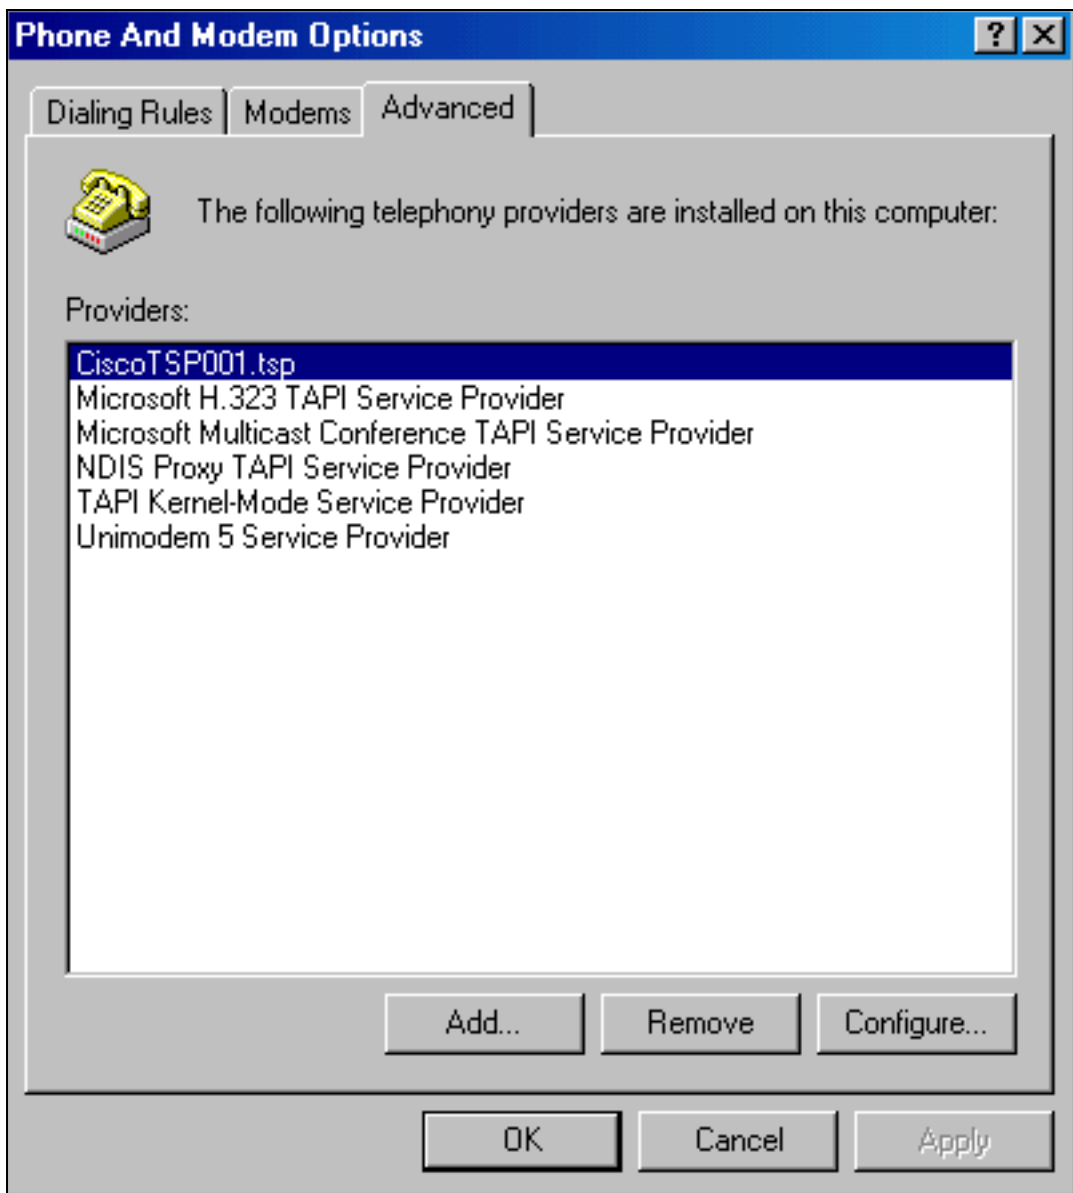 Phone And Modem Options
Dialing Rules Modems Advanced
The following telephony providers are installed on this computer:
Providers:
CiscoTSP001.tsp
Microsoft H.323 TAPI Service Provider
Microsoft Multicast Conference TAPI Service Provider
NDIS Proxy TAPI Service Provider
TAPI Kernel-Mode Service Provider
Unimodem 5 Service Provider
Add... Remove Configure...
OK Cancel Apply